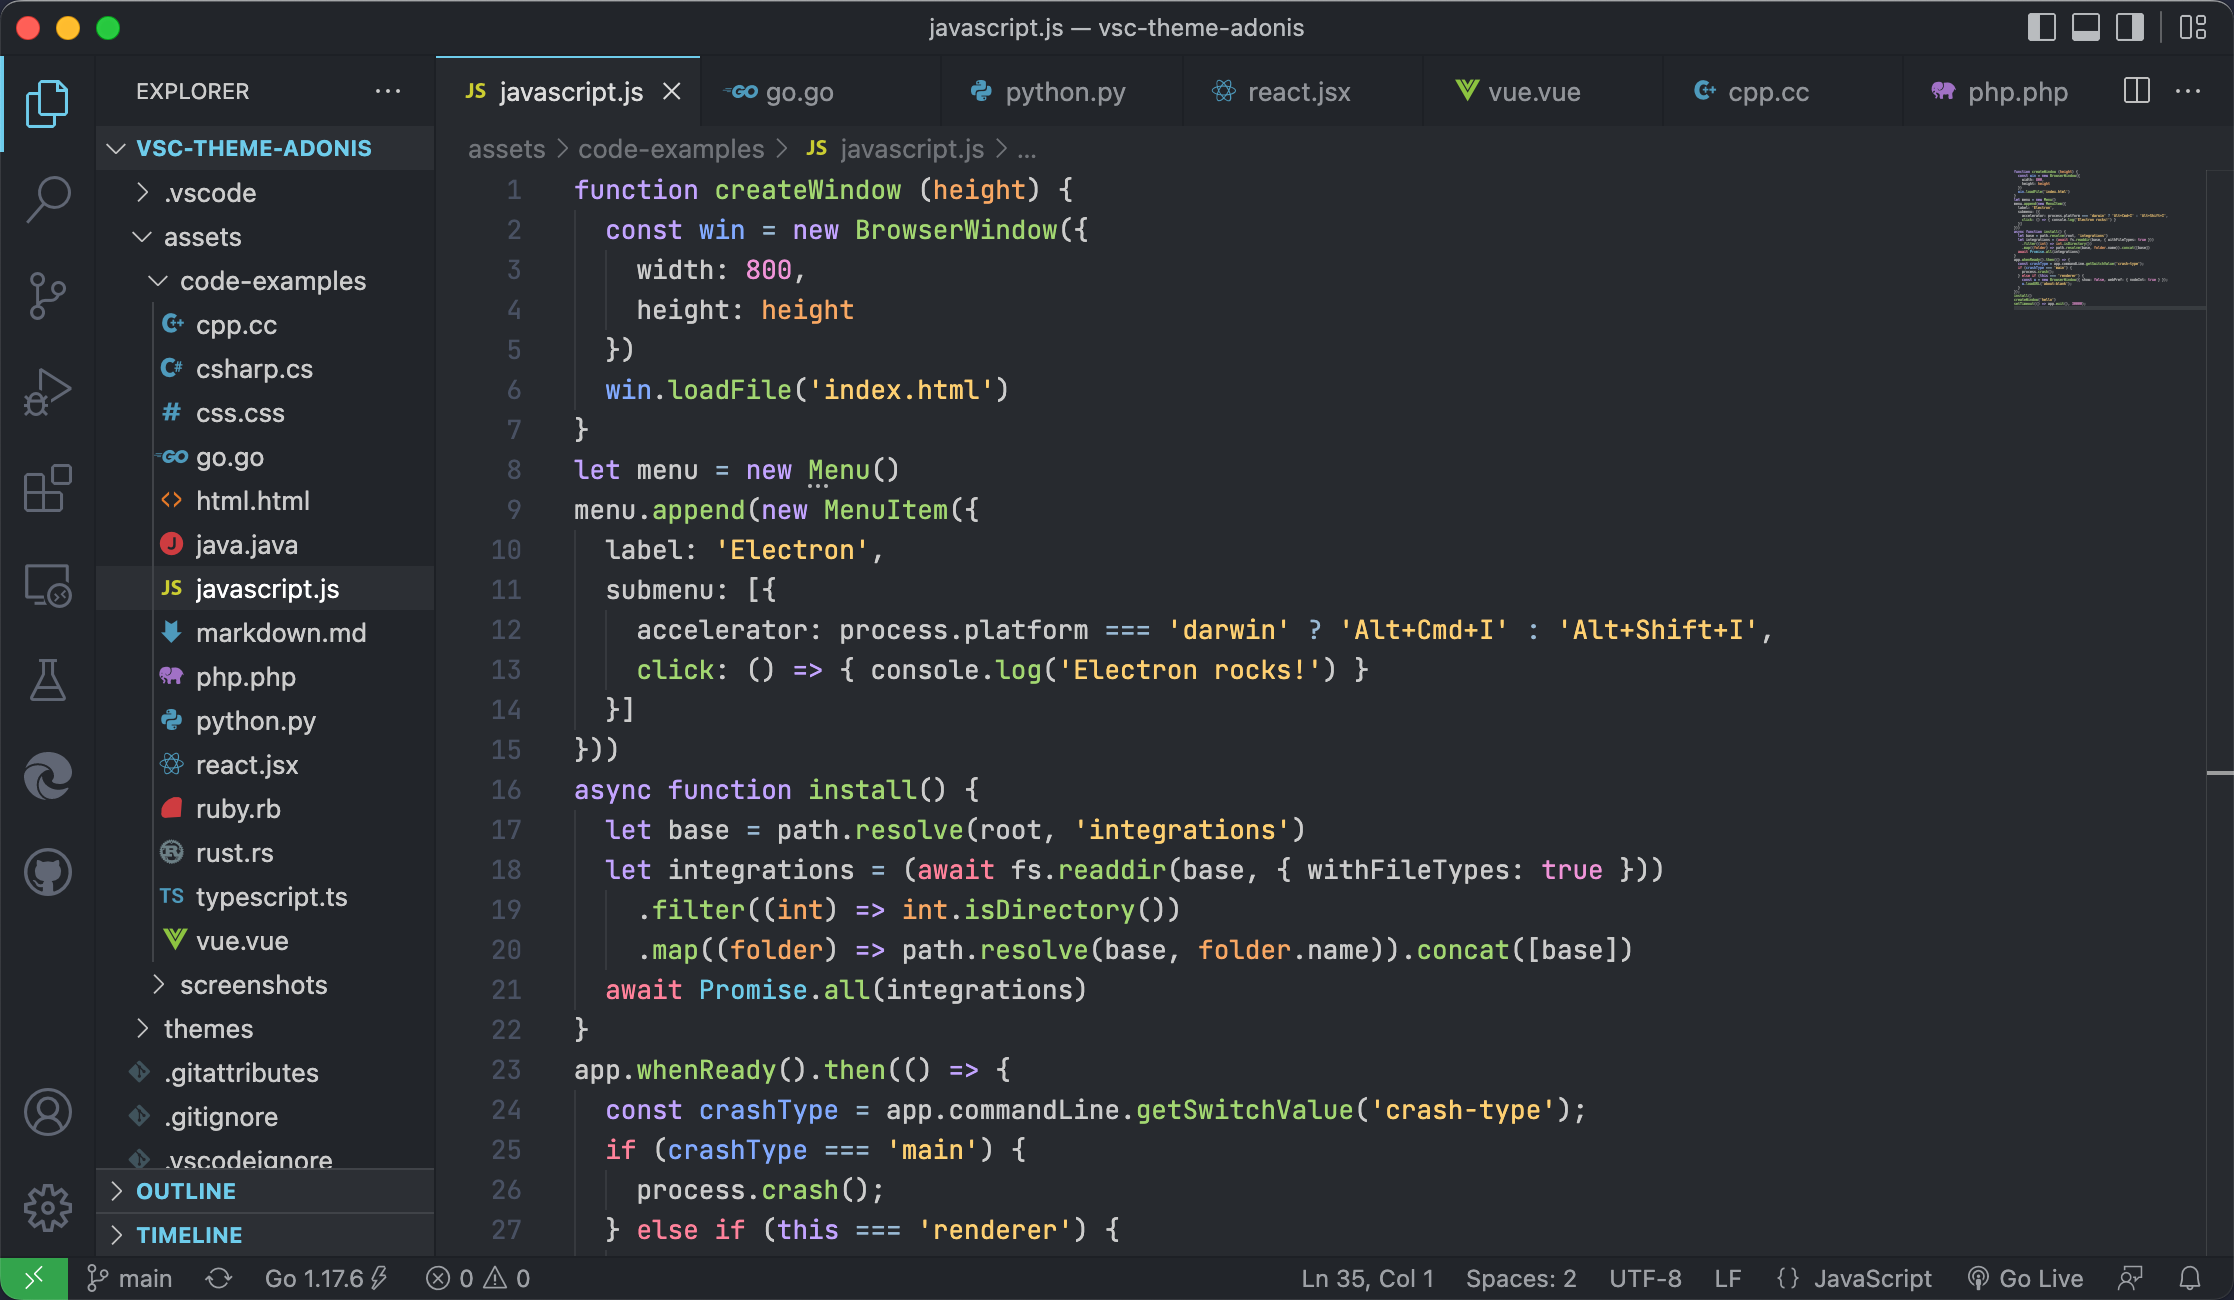 javascript.js — vsc-theme-adonis
EXPLORER
VSC-THEME-ADONIS
.vscode
assets
code-examples
cpp.cc
csharp.cs
css.css
go.go
html.html
java.java
JS javascript.js
markdown.md
php.php
python.py
react.jsx
ruby.rb
rust.rs
TS typescript.ts
vue.vue
screenshots
themes
.gitattributes
.gitignore
.vscodeignore
OUTLINE
TIMELINE
JS javascript.js
GO go.go
python.py
react.jsx
vue.vue
cpp.cc
php.php
assets > code-examples > JS javascript.js > ...
1 function createWindow (height) {
2 const win = new BrowserWindow({
3 width: 800,
4 height: height
5 })
6 win.loadFile('index.html')
7 }
8 let menu = new Menu()
9 menu.append(new MenuItem({
10 label: 'Electron',
11 submenu: [{
12 accelerator: process.platform === 'darwin' ? 'Alt+Cmd+I' : 'Alt+Shift+I',
13 click: () => { console.log('Electron rocks!') }
14 }]
15 }))
16 async function install() {
17 let base = path.resolve(root, 'integrations')
18 let integrations = (await fs.readdir(base, { withFileTypes: true }))
19 .filter((int) => int.isDirectory())
20 .map((folder) => path.resolve(base, folder.name)).concat([base])
21 await Promise.all(integrations)
22 }
23 app.whenReady().then(() => {
24 const crashType = app.commandLine.getSwitchValue('crash-type');
25 if (crashType === 'main') {
26 process.crash();
27 } else if (this === 'renderer') {
main Go 1.17.6 0 0 Ln 35, Col 1 Spaces: 2 UTF-8 LF {} JavaScript Go Live